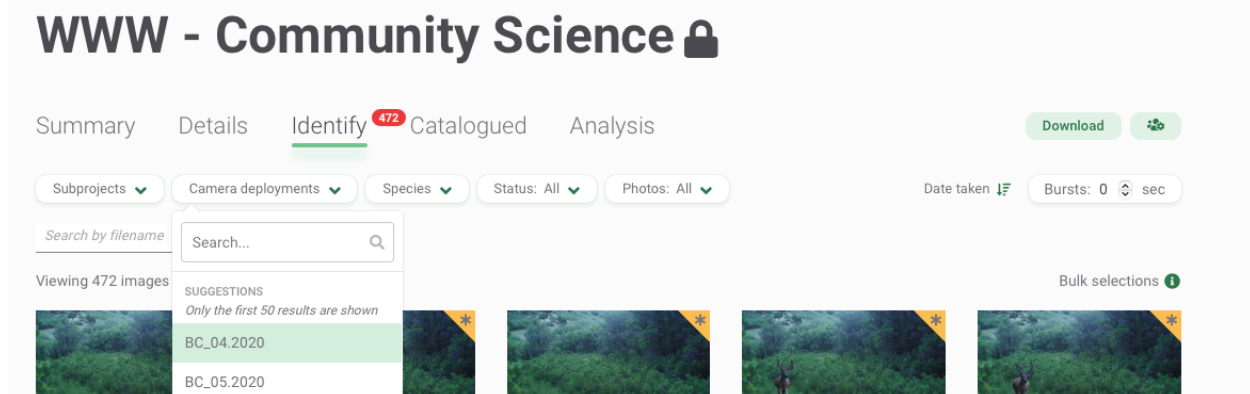 WWW - Community Science
Summary Details Identify 472 Catalogued Analysis Download
Subprojects Camera deployments Species Status: All Photos: All Date taken Bursts: 0 sec
Search by filename
Search...
Viewing 472 images
Bulk selections
SUGGESTIONS
Only the first 50 results are shown
BC_04.2020
BC_05.2020